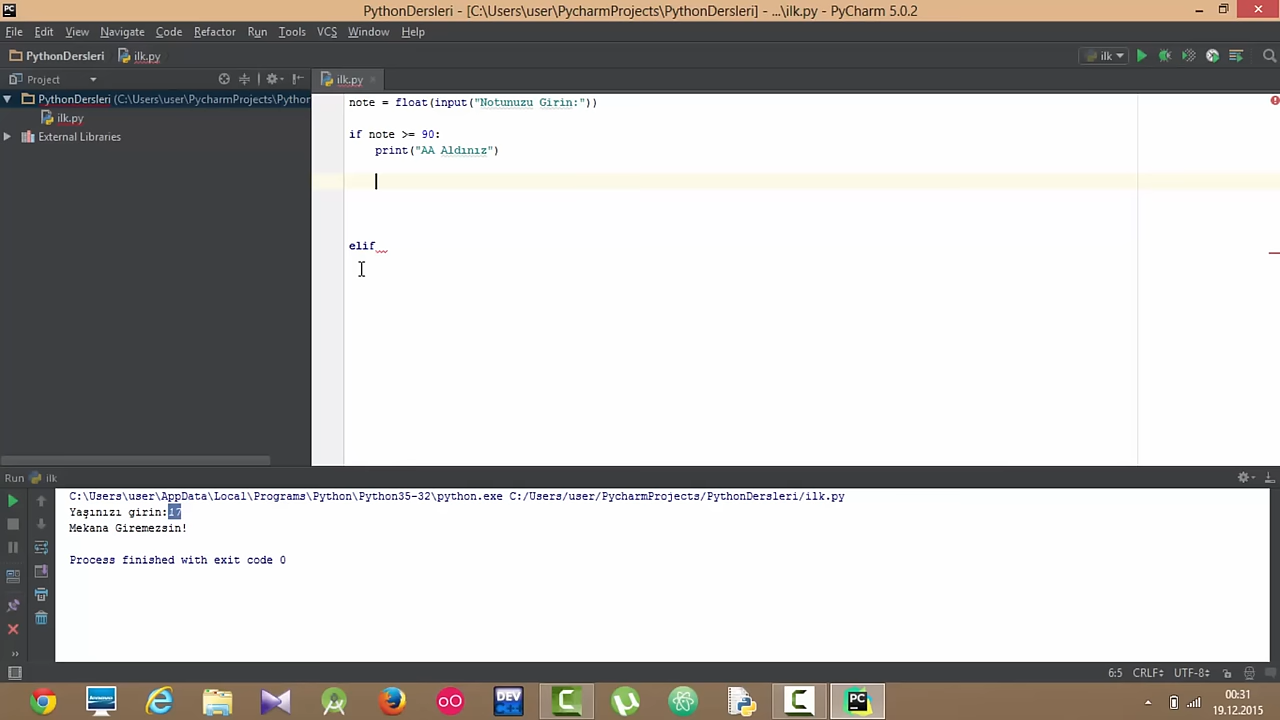 PythonDersleri - [C:\Users\user\PycharmProjects\PythonDersleri] - ...\ilk.py - PyCharm 5.0.2
File Edit View Navigate Code Refactor Run Tools VCS Window Help
PythonDersleri ilk.py ilk
Project ilk.py
PythonDersleri (C:\Users\user\PycharmProjects\Python
ilk.py
External Libraries
note = float(input("Notunuzu Girin:"))
if note >= 90:
print("AA Aldınız")
elif
Run ilk
C:\Users\user\AppData\Local\Programs\Python\Python35-32\python.exe C:/Users/user/PycharmProjects/PythonDersleri/ilk.py
Yaşınızı girin:17
Mekana Giremezsin!
Process finished with exit code 0
6:5 CRLF UTF-8
DEV PC
00:31
19.12.2015